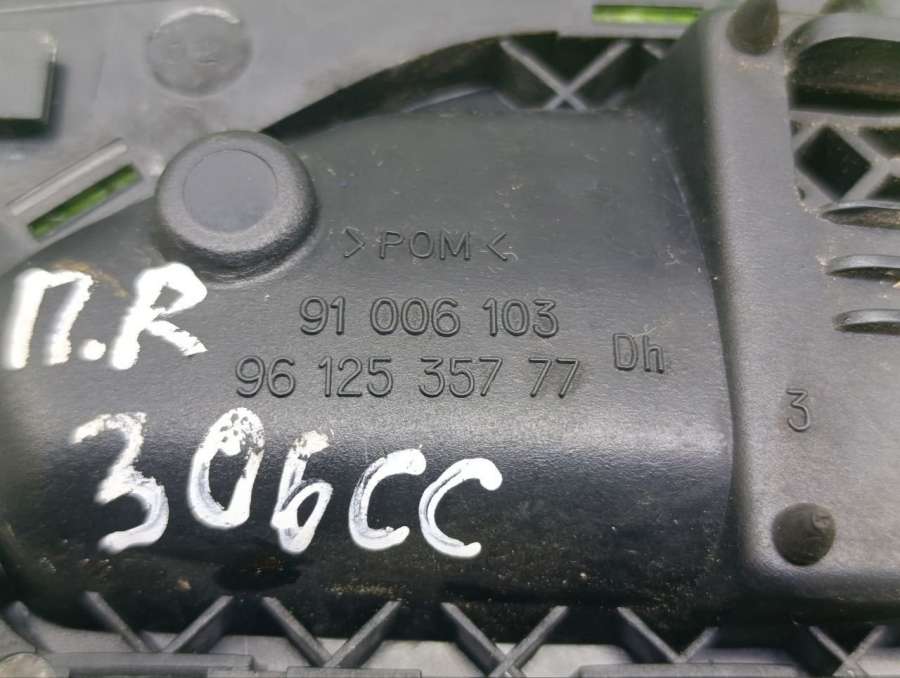 >POM<
91 006 103
96 125 357 77 Dh
3
П.R
306CC